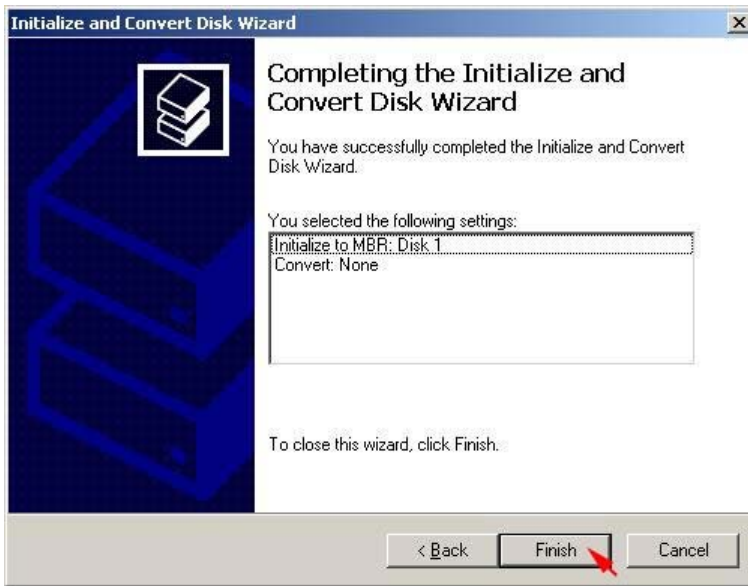 Initialize and Convert Disk Wizard
Completing the Initialize and
Convert Disk Wizard
You have successfully completed the Initialize and Convert
Disk Wizard.
You selected the following settings:
Initialize to MBR: Disk 1
Convert: None
To close this wizard, click Finish.
< Back Finish Cancel